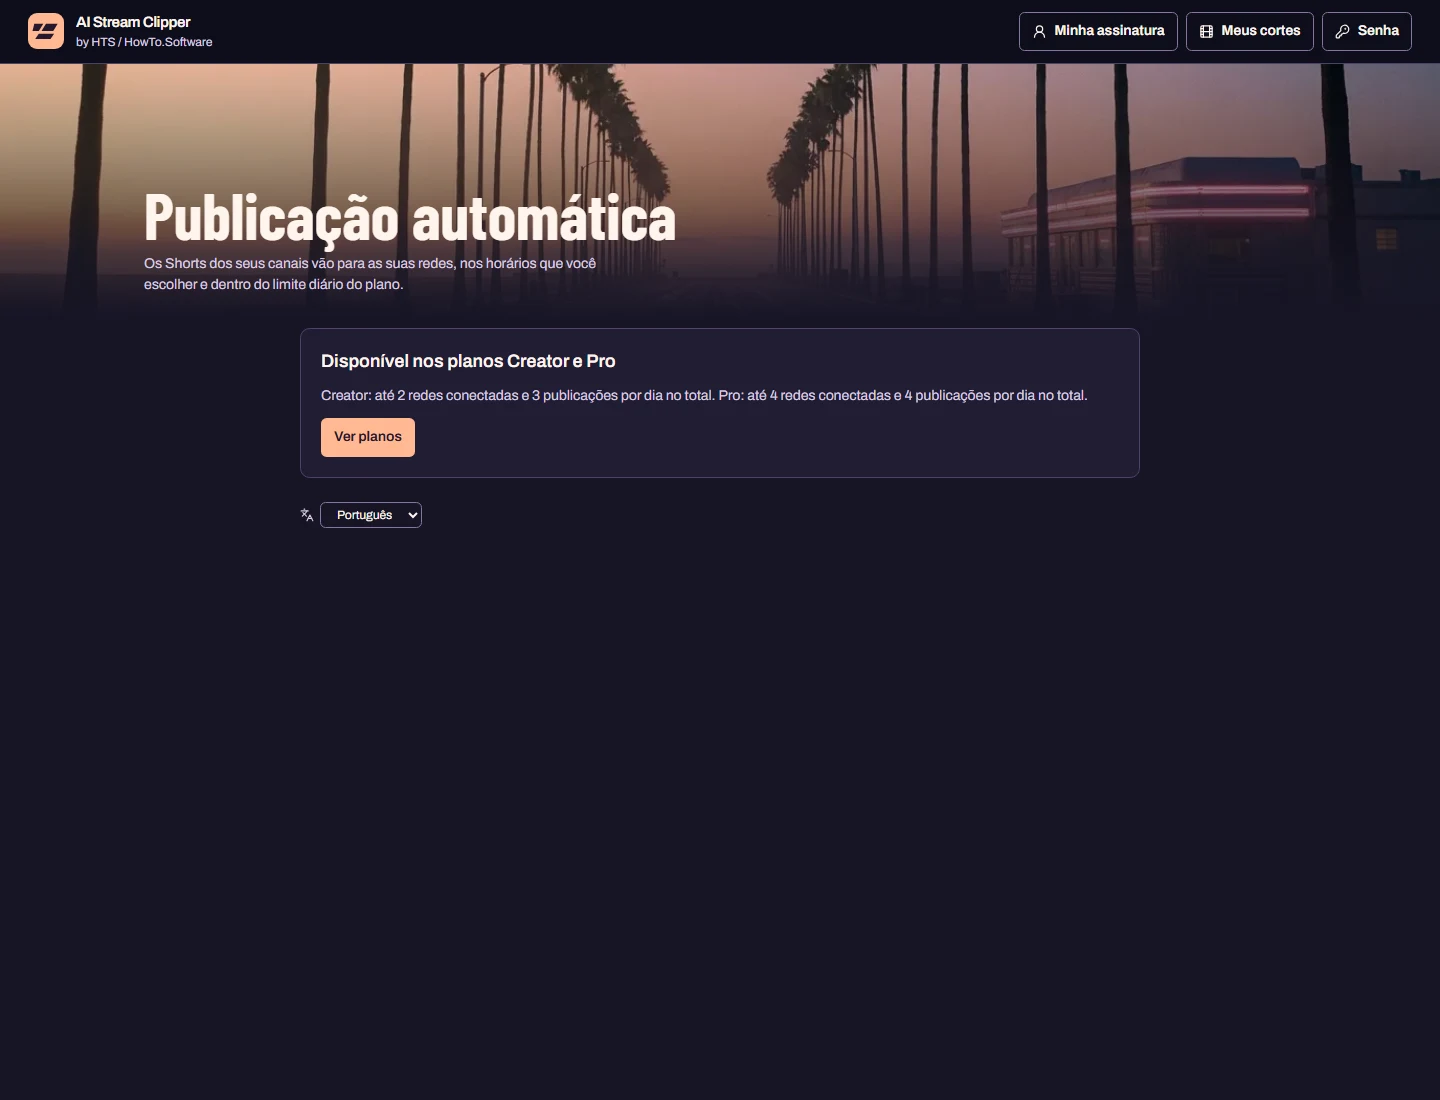 AI Stream Clipper
by HTS / HowTo.Software
Minha assinatura
Meus cortes
Senha
Publicação automática
Os Shorts dos seus canais vão para as suas redes, nos horários que você
escolher e dentro do limite diário do plano.
Disponível nos planos Creator e Pro
Creator: até 2 redes conectadas e 3 publicações por dia no total. Pro: até 4 redes conectadas e 4 publicações por dia no total.
Ver planos
Português